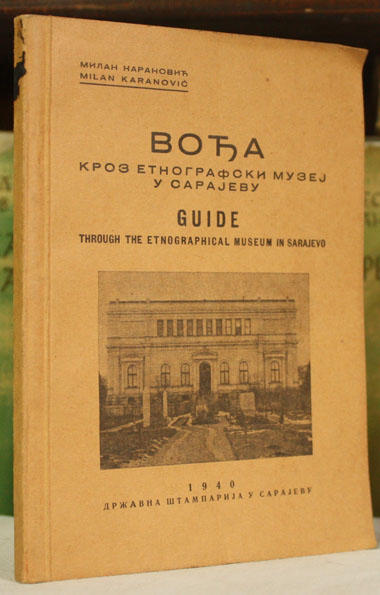 МИЛАН КАРАНОВИЋ
MILAN KARANOVIĆ
ВОЂА
КРОЗ ЕТНОГРАФСКИ МУЗЕЈ
У САРАЈЕВУ
GUIDE
THROUGH THE ETNOGRAPHICAL MUSEUM IN SARAJEVO
1940
ДРЖАВНА ШТАМПАРИЈА У САРАЈЕВУ